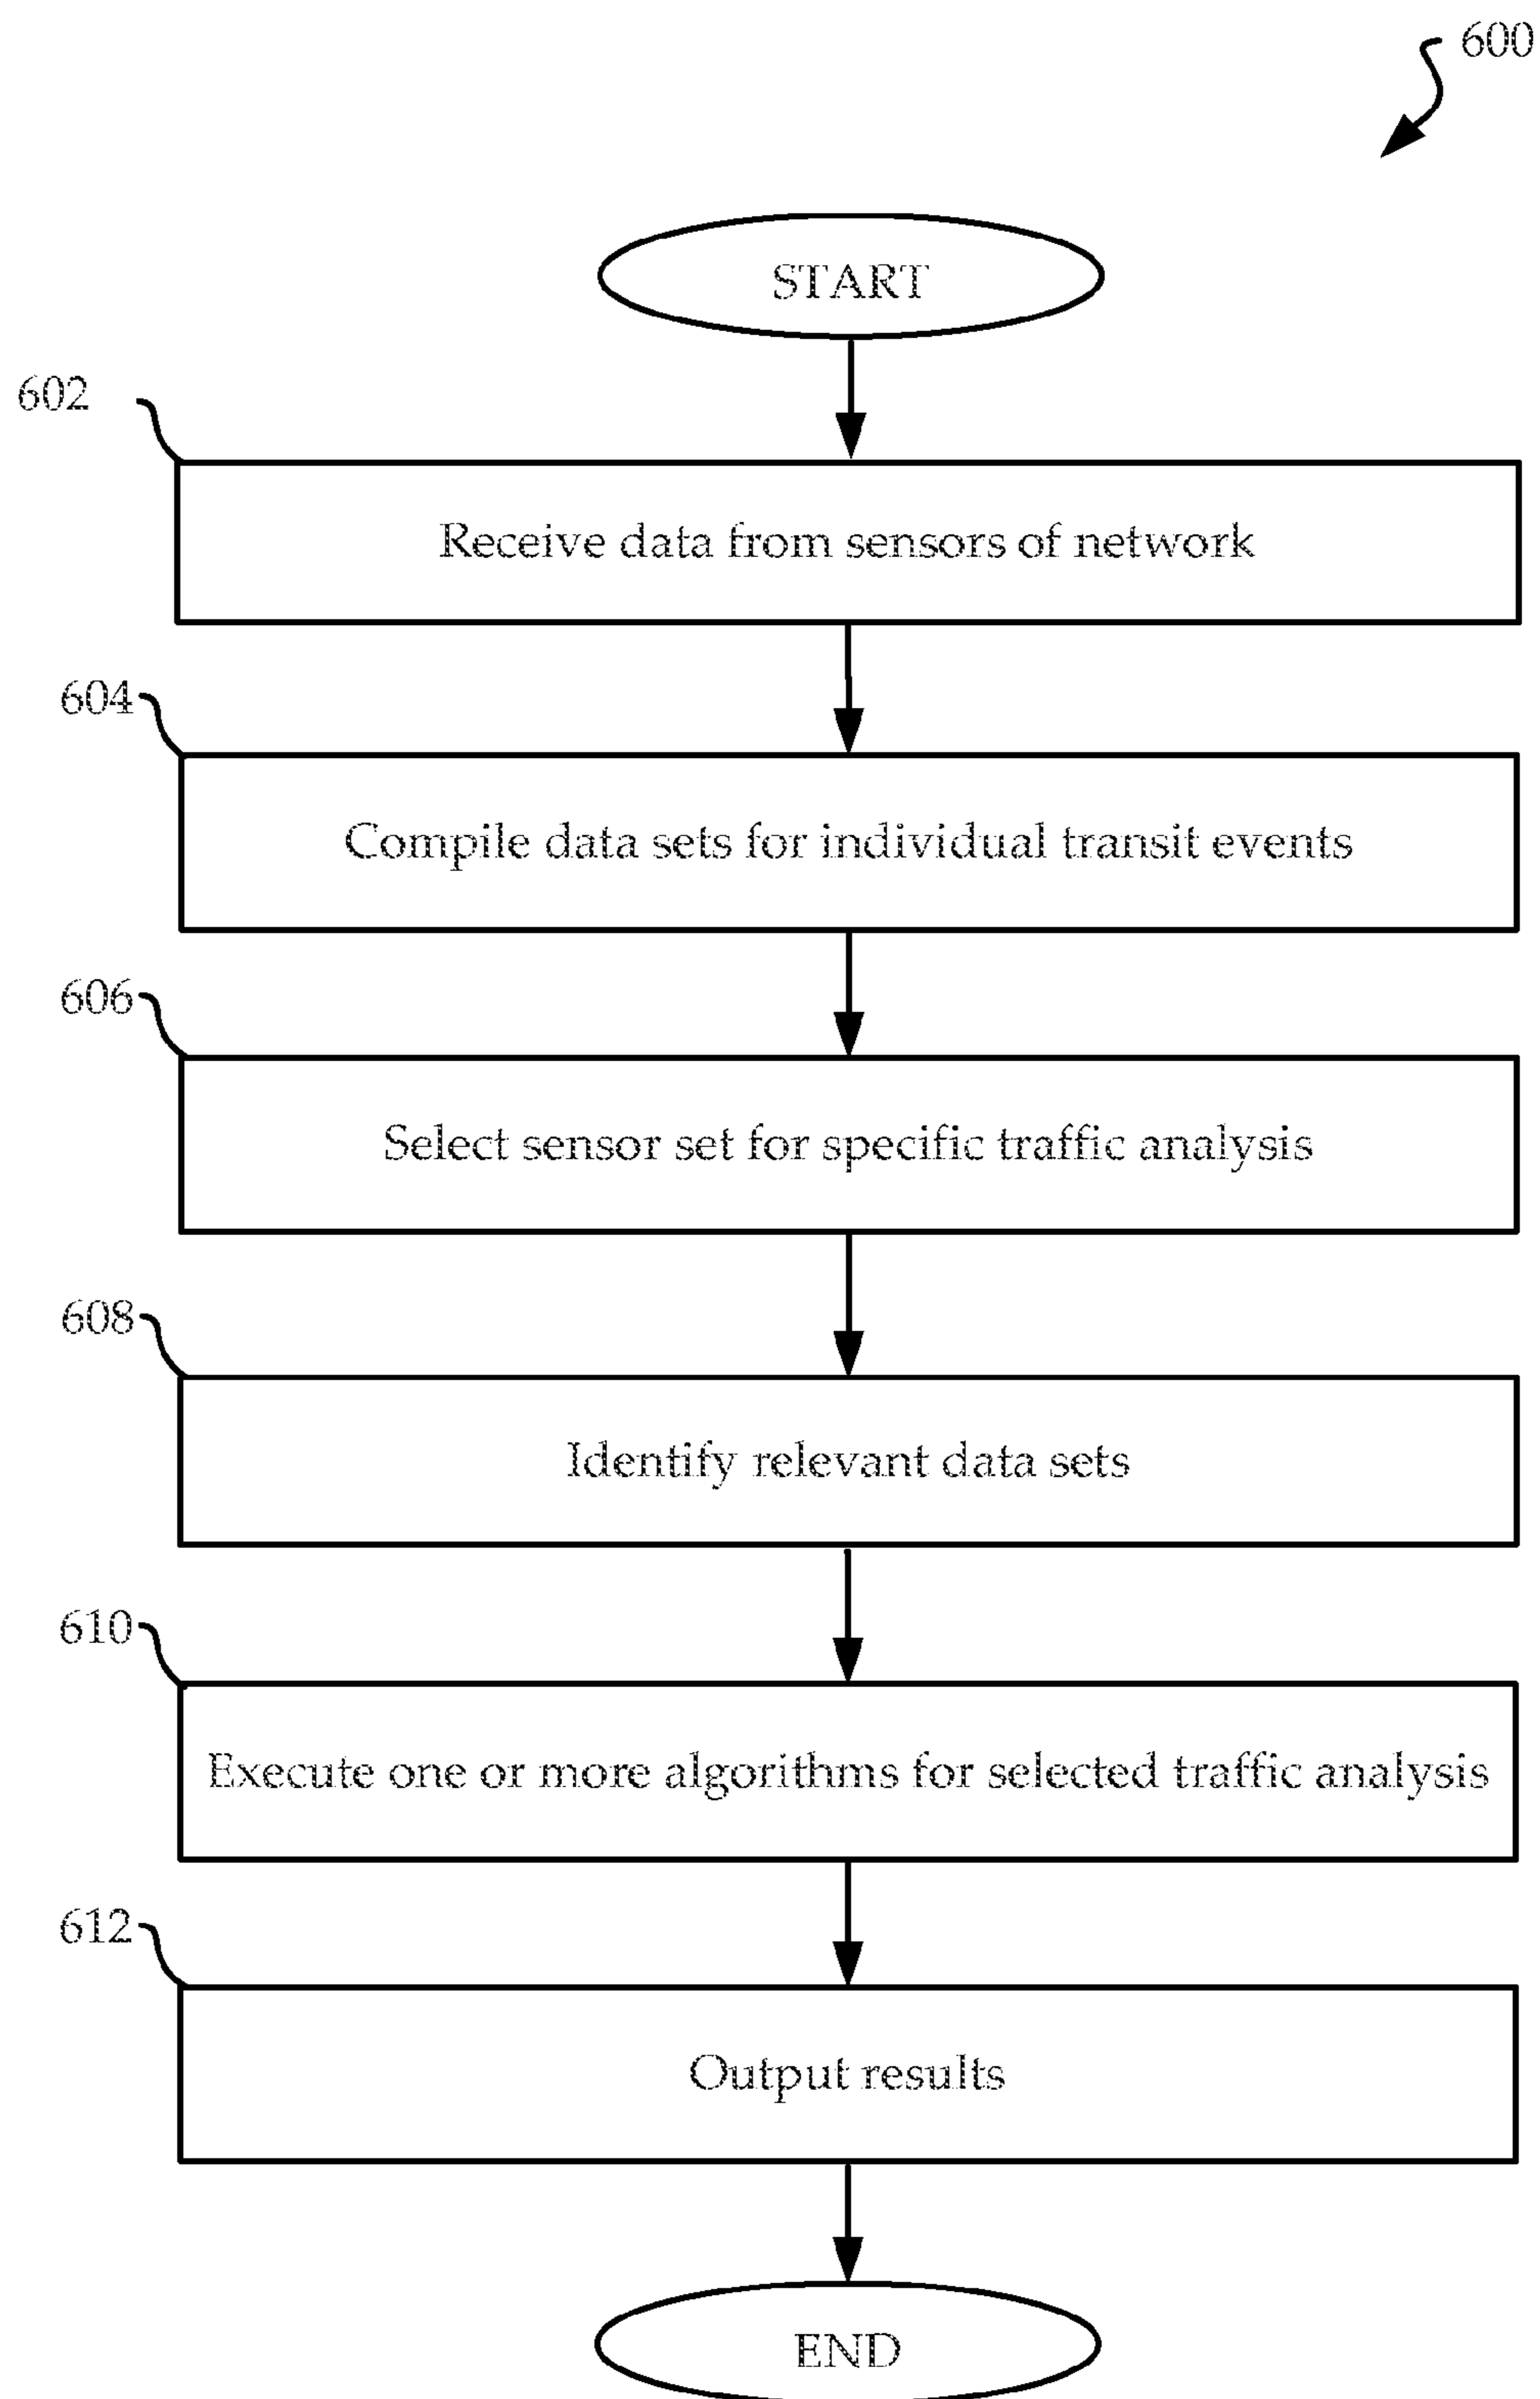 600
START
602
Receive data from sensors of network
604
Compile data sets for individual transit events
606
Select sensor set for specific traffic analysis
608
Identify relevant data sets
610
Execute one or more algorithms for selected traffic analysis
612
Output results
END